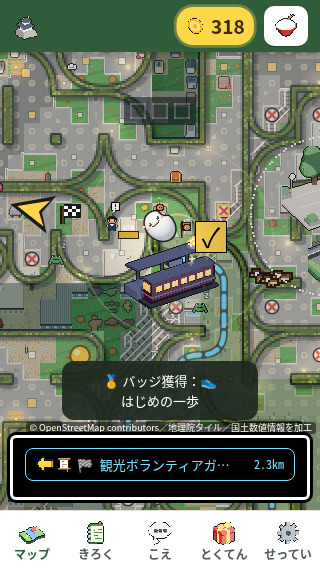 318
バッジ獲得：
はじめの一歩
© OpenStreetMap contributors／地理院タイル／国土数値情報を加工
観光ボランティアガ… 2.3km
マップ きろく こえ とくてん せってい